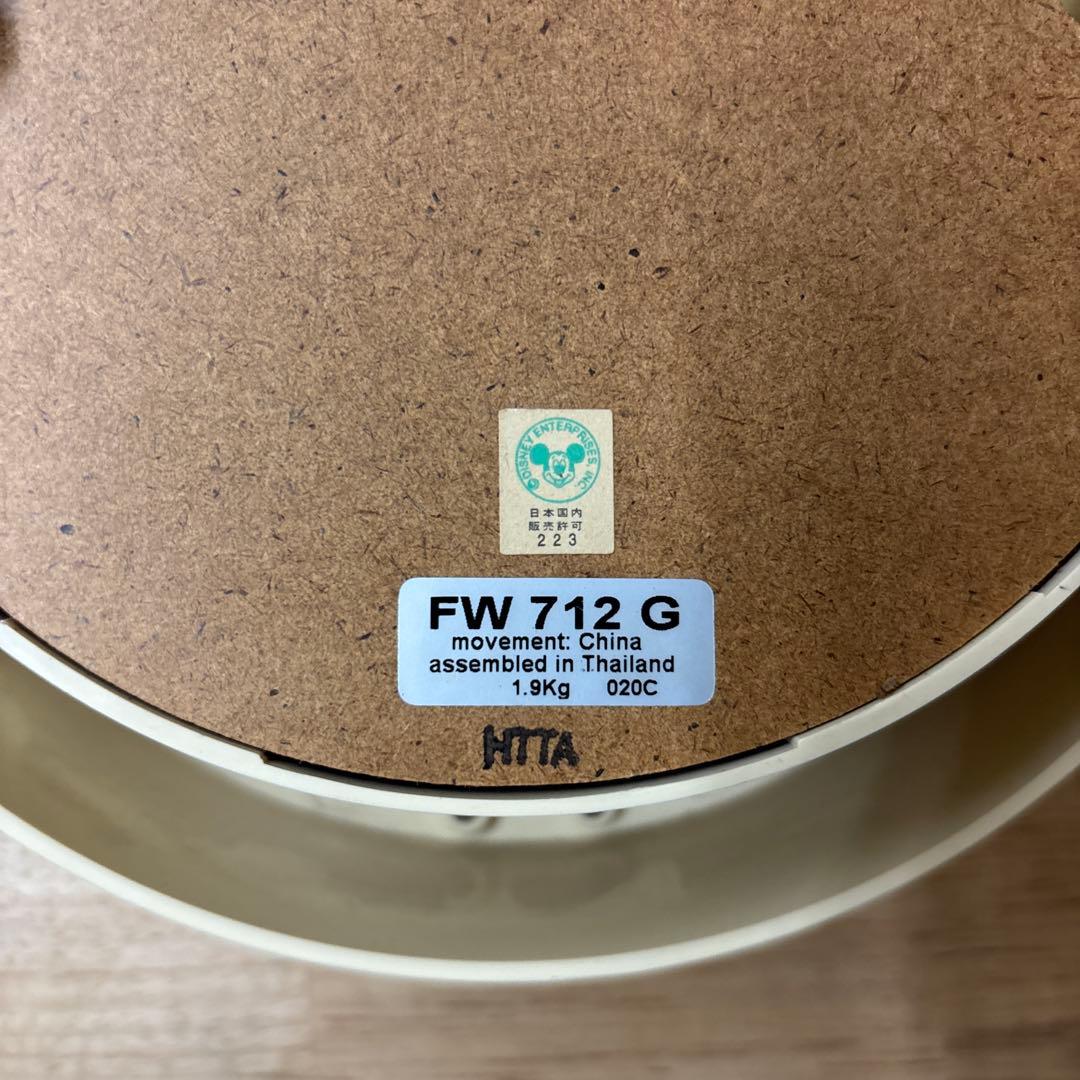 ©DISNEY ENTERPRISES, INC.
日本国内
販売許可
223
FW 712 G
movement: China
assembled in Thailand
1.9Kg 020C
HTTA